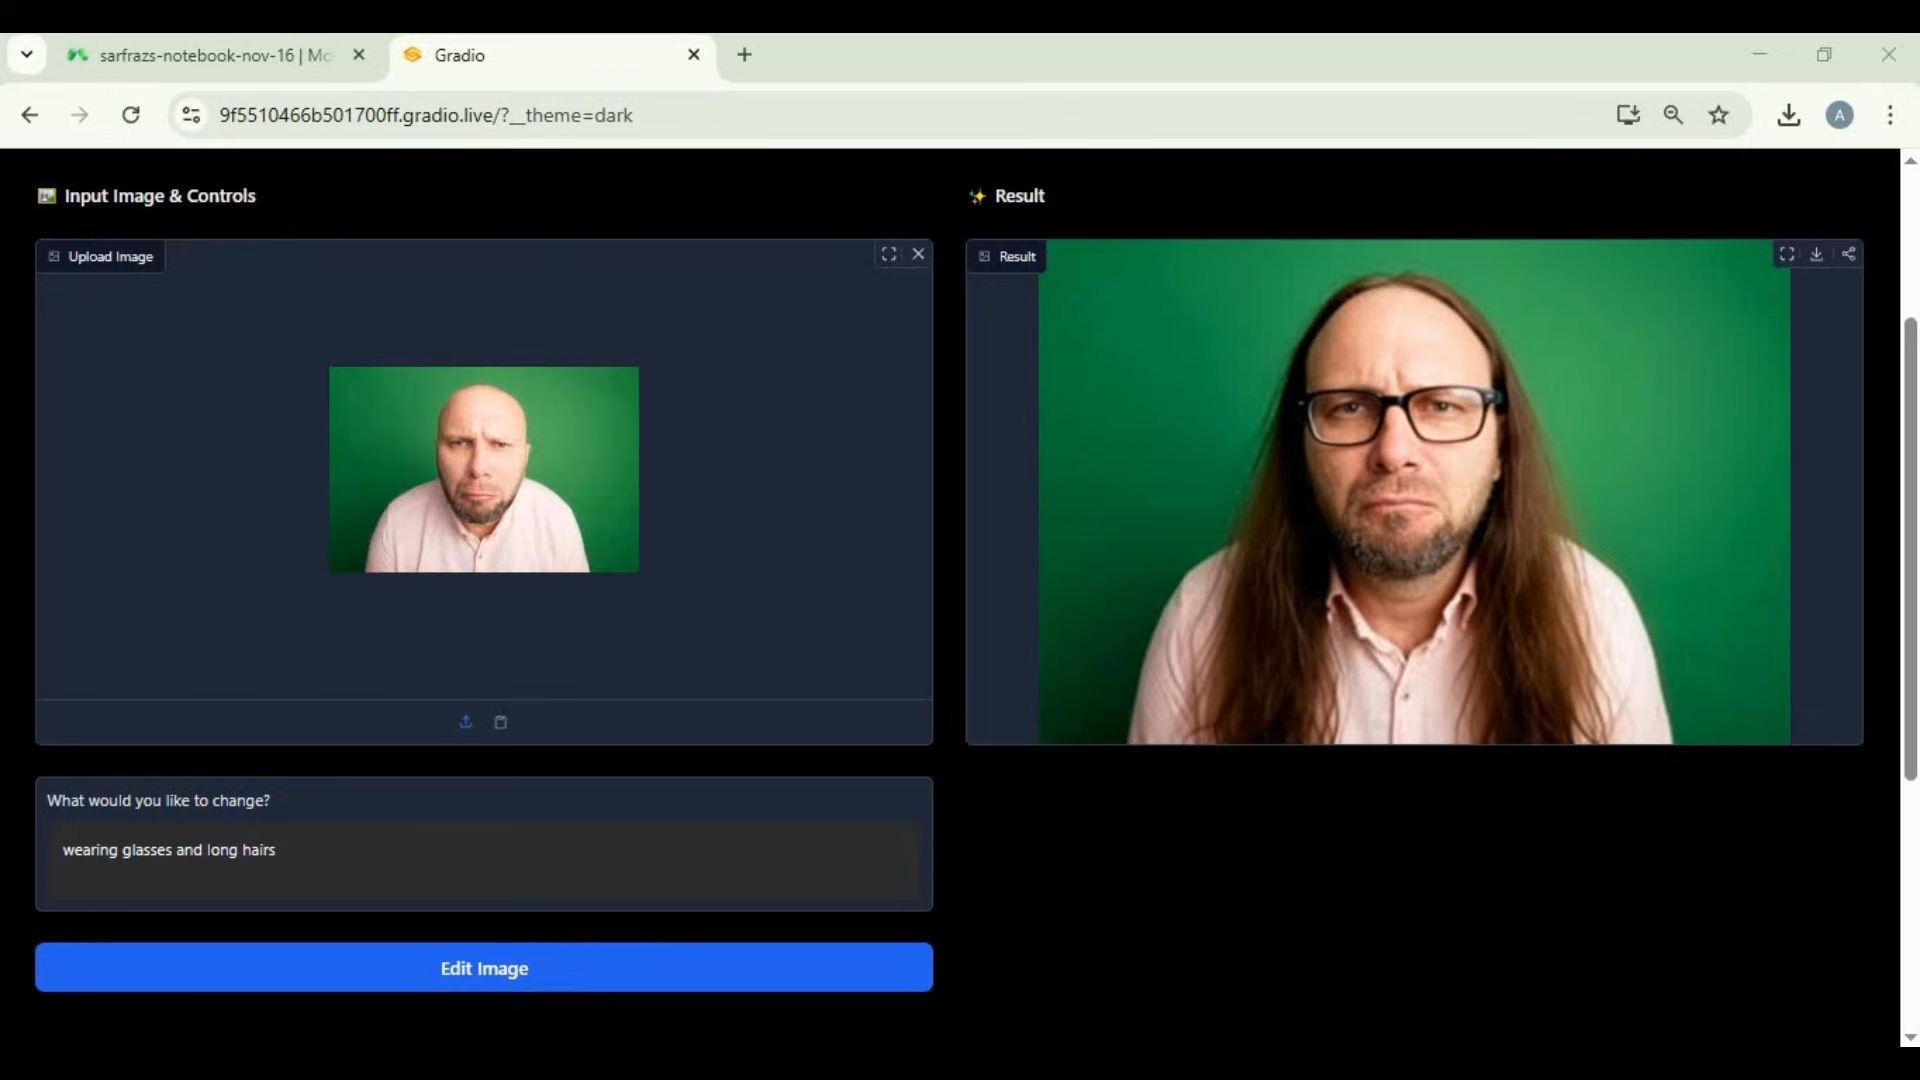 sarfrazs-notebook-nov-16 | Mo
Gradio
9f5510466b501700ff.gradio.live/?__theme=dark
A
Input Image & Controls
Result
Upload Image
Result
What would you like to change?
wearing glasses and long hairs
Edit Image